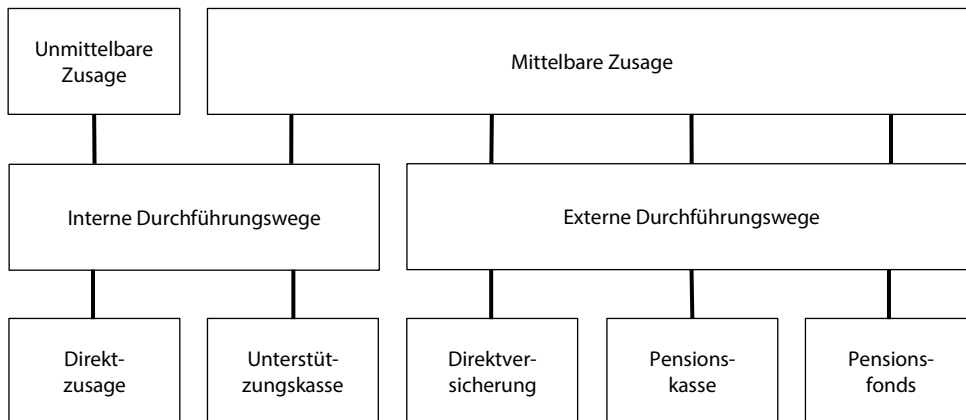 Unmittelbare
Zusage
Mittelbare Zusage
Interne Durchführungswege
Externe Durchführungswege
Direkt-
zusage
Unterstüt-
zungskasse
Direktver-
sicherung
Pensions-
kasse
Pensions-
fonds